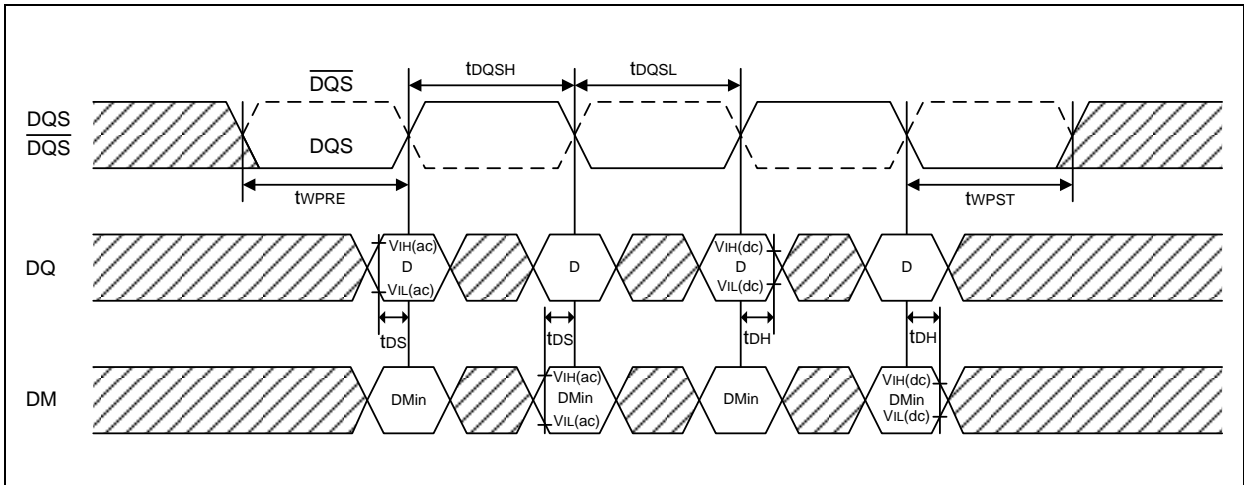 tDQSH
tDQSL
DQS
DQS
DQS
DQS
tWPRE
tWPST
DQ
VIH(ac)
D
VIL(ac)
D
VIH(dc)
D
VIL(dc)
D
tDS
tDS
tDH
tDH
DM
DMin
VIH(ac)
DMin
VIL(ac)
DMin
VIH(dc)
DMin
VIL(dc)